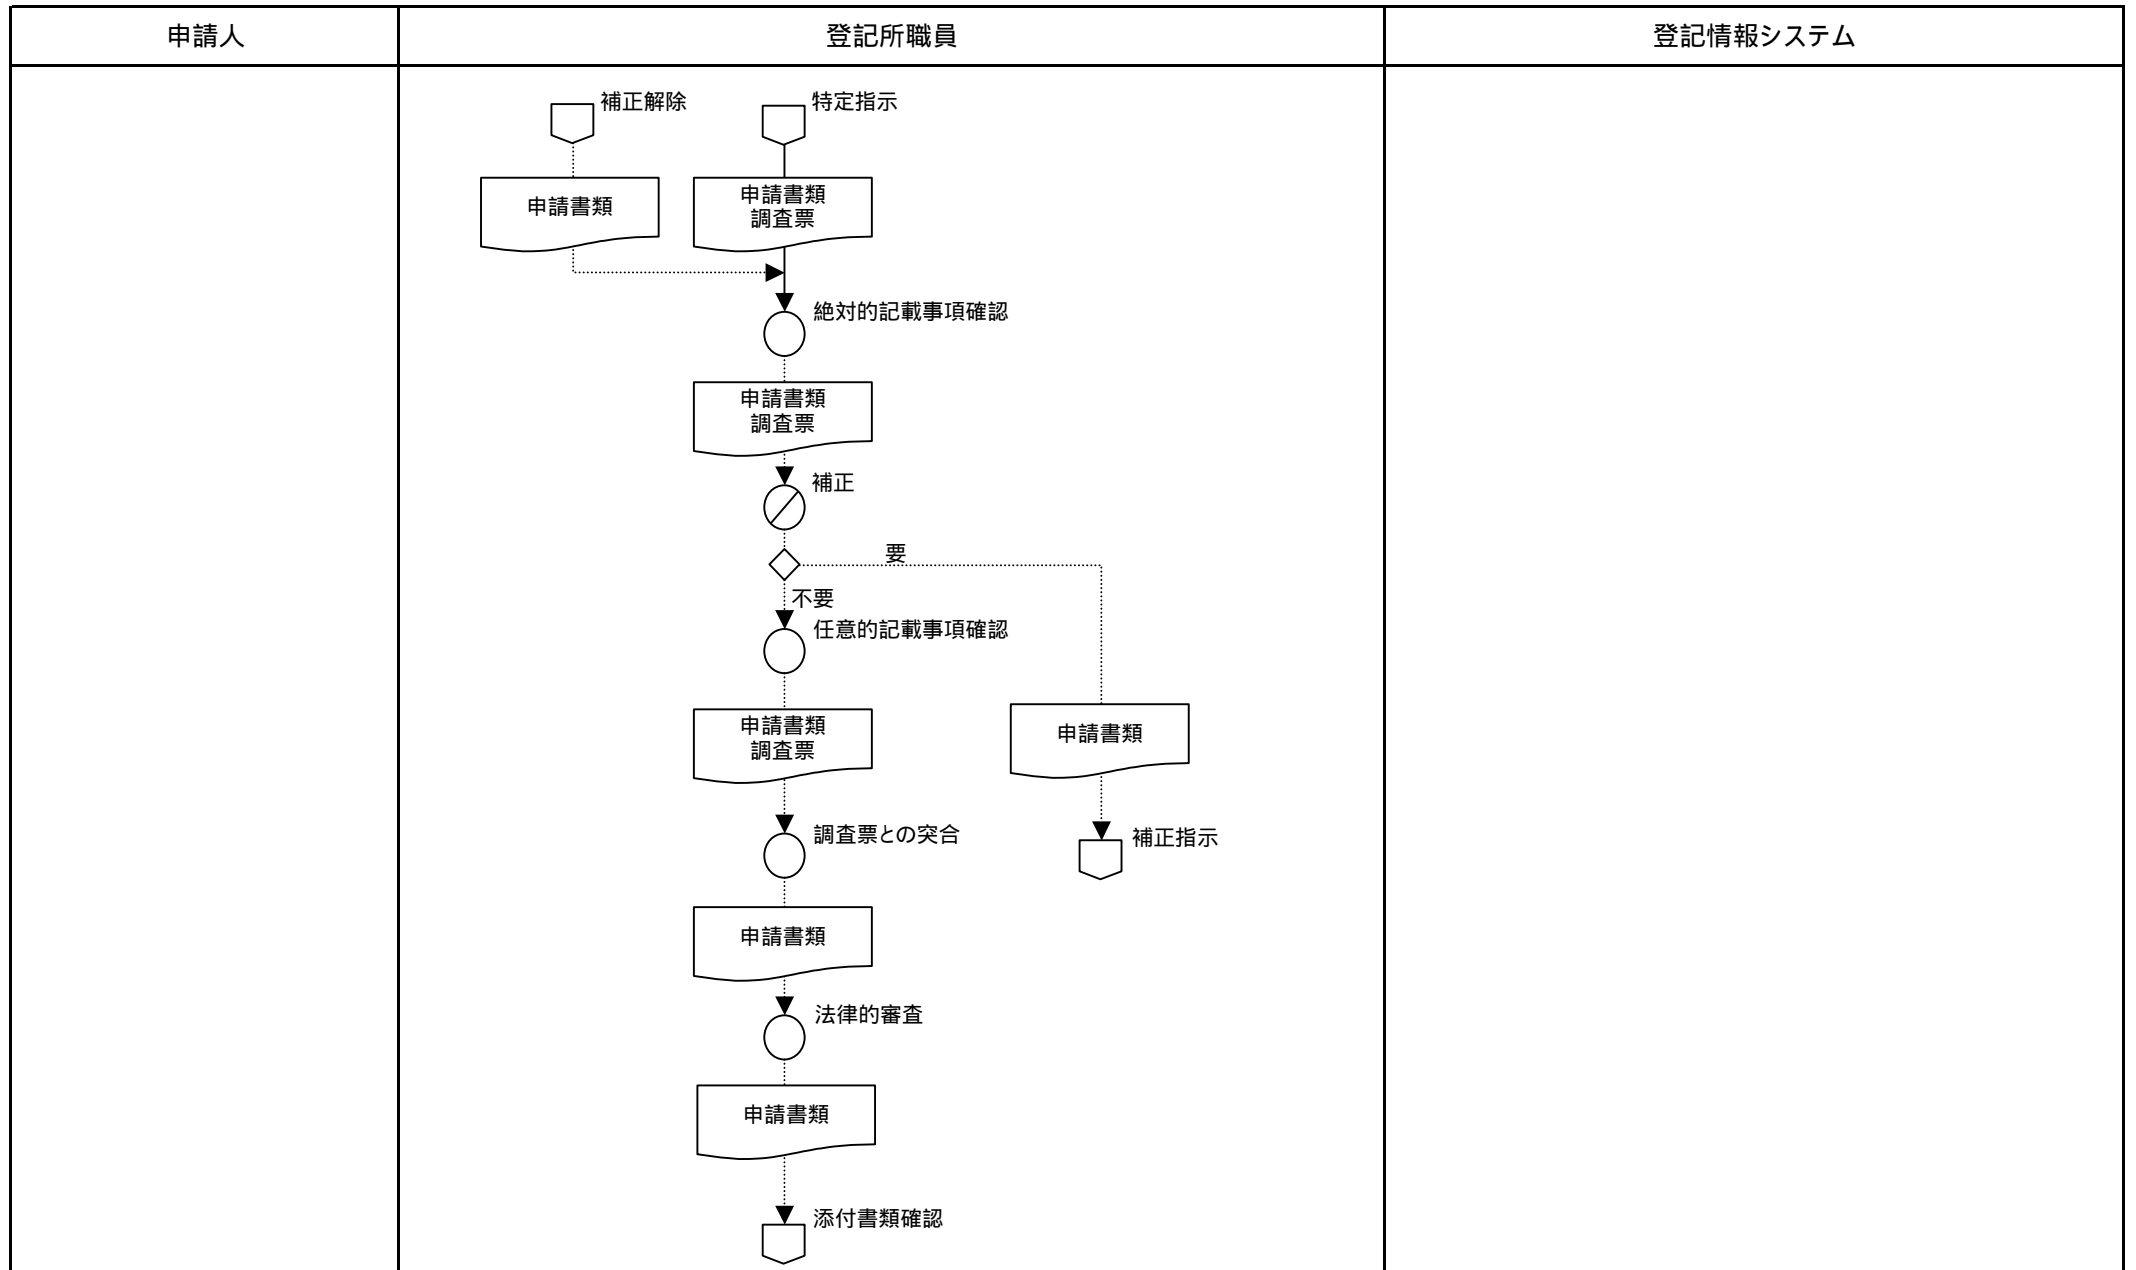 申請人
登記所職員
登記情報システム
補正解除
特定指示
申請書類
申請書類
調査票
絶対的記載事項確認
申請書類
調査票
補正
要
不要
任意的記載事項確認
申請書類
調査票
申請書類
調査票との突合
補正指示
申請書類
法律的審査
申請書類
添付書類確認